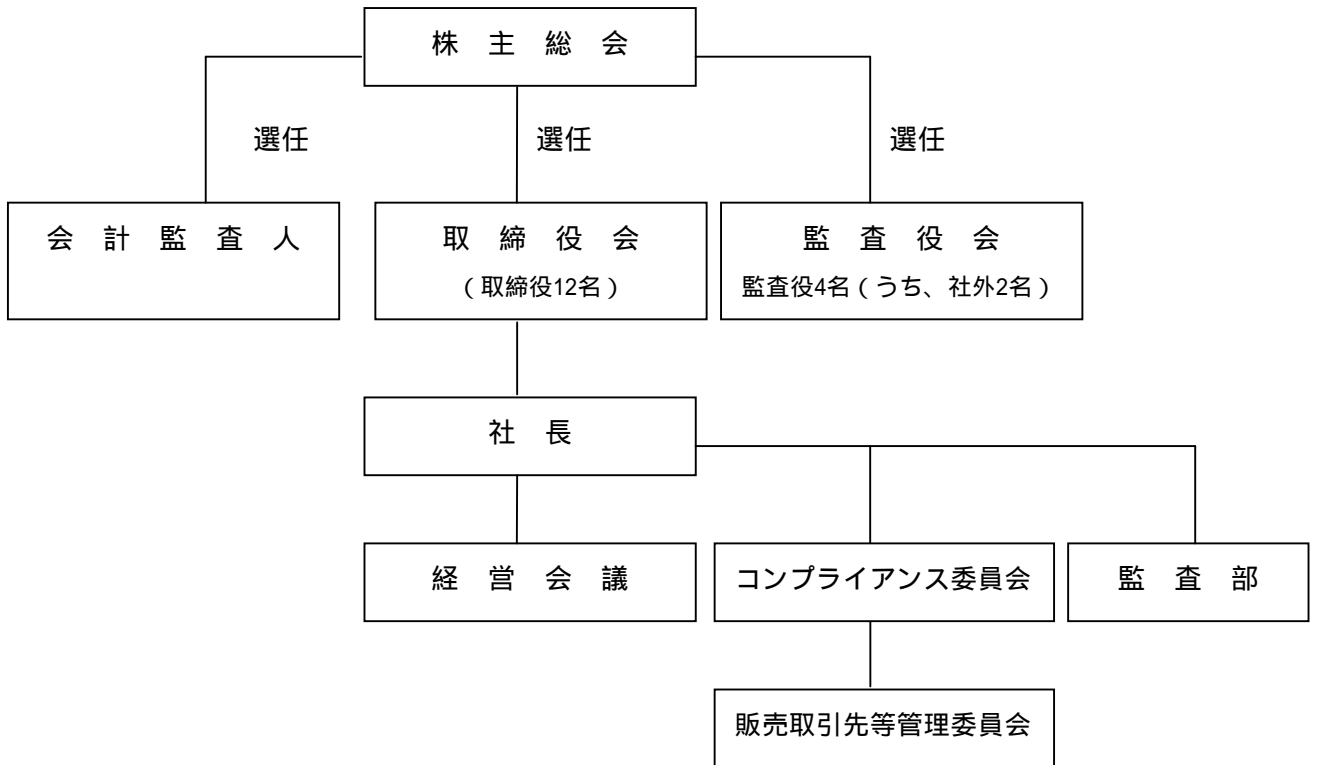 株 主 総 会
選任
選任
選任
会 計 監 査 人
取 締 役 会
（取締役12名）
監 査 役 会
監査役4名（うち、社外2名）
社 長
経 営 会 議
コンプライアンス委員会
監 査 部
販売取引先等管理委員会